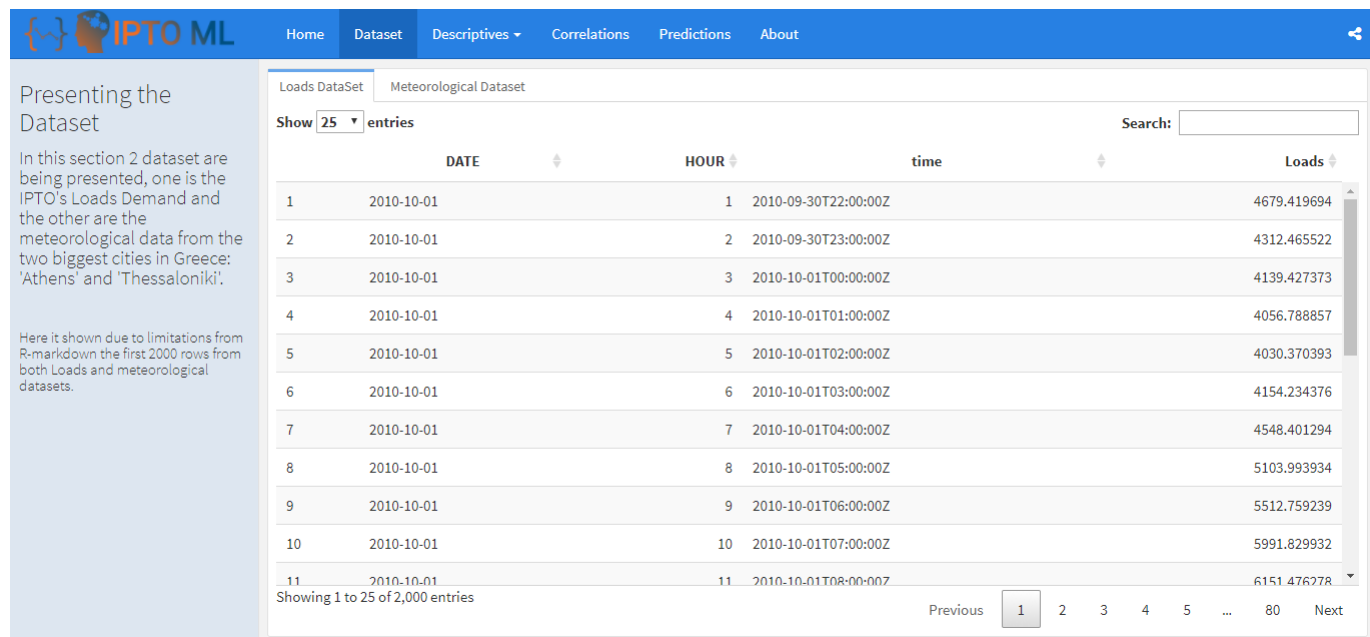 {~} IPTO ML
Home Dataset Descriptives Correlations Predictions About
Presenting the
Dataset
In this section 2 dataset are
being presented, one is the
IPTO's Loads Demand and
the other are the
meteorological data from the
two biggest cities in Greece:
'Athens' and 'Thessaloniki'.
Here it shown due to limitations from
R-markdown the first 2000 rows from
both Loads and meteorological
datasets.
Loads DataSet Meteorological Dataset
Show 25 entries Search:
DATE HOUR time Loads
1 2010-10-01 1 2010-09-30T22:00:00Z 4679.419694
2 2010-10-01 2 2010-09-30T23:00:00Z 4312.465522
3 2010-10-01 3 2010-10-01T00:00:00Z 4139.427373
4 2010-10-01 4 2010-10-01T01:00:00Z 4056.788857
5 2010-10-01 5 2010-10-01T02:00:00Z 4030.370393
6 2010-10-01 6 2010-10-01T03:00:00Z 4154.234376
7 2010-10-01 7 2010-10-01T04:00:00Z 4548.401294
8 2010-10-01 8 2010-10-01T05:00:00Z 5103.993934
9 2010-10-01 9 2010-10-01T06:00:00Z 5512.759239
10 2010-10-01 10 2010-10-01T07:00:00Z 5991.829932
11 2010-10-01 11 2010-10-01T08:00:00Z 6151.476278
Showing 1 to 25 of 2,000 entries
Previous 1 2 3 4 5 ... 80 Next